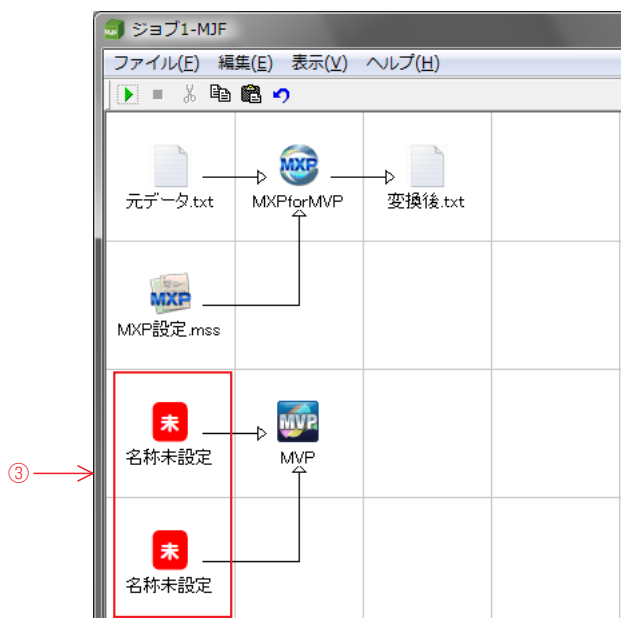 ジョブ1-MJF
ファイル(F) 編集(E) 表示(V) ヘルプ(H)
MXP
元データ.txt MXPforMVP 変換後.txt
MXP
MXP設定.mss
未 MVP
名称未設定 MVP
③
未
名称未設定